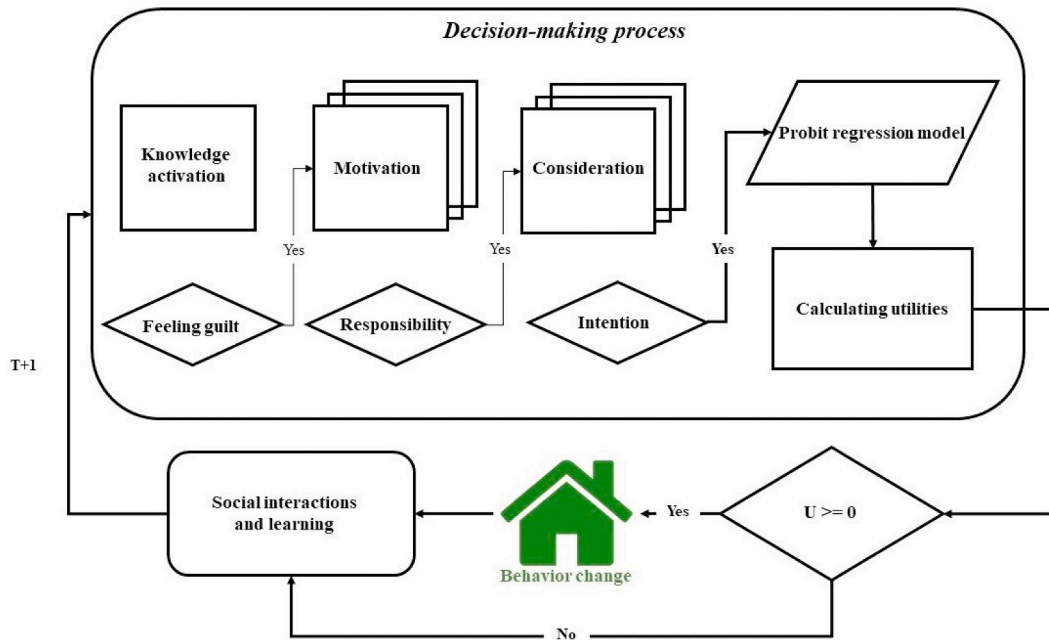 Decision-making process
Knowledge
activation
Motivation
Consideration
Probit regression model
Yes
Yes
Yes
Feeling guilt
Responsibility
Intention
Calculating utilities
T+1
Social interactions
and learning
Yes
U >= 0
Behavior change
No